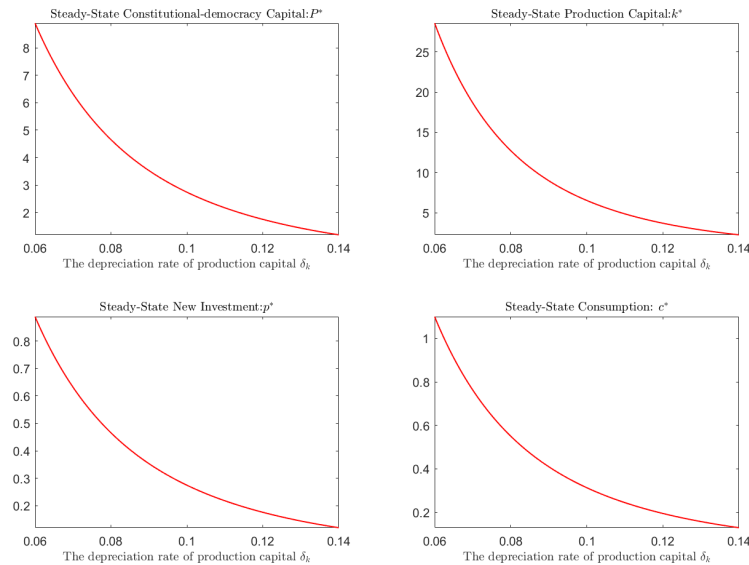 Steady-State Constitutional-democracy Capital:P*
8
7
6
5
4
3
2
0.06 0.08 0.1 0.12 0.14
The depreciation rate of production capital δk
Steady-State Production Capital:k*
25
20
15
10
5
0.06 0.08 0.1 0.12 0.14
The depreciation rate of production capital δk
Steady-State New Investment:p*
0.8
0.7
0.6
0.5
0.4
0.3
0.2
0.06 0.08 0.1 0.12 0.14
The depreciation rate of production capital δk
Steady-State Consumption: c*
1
0.8
0.6
0.4
0.2
0.06 0.08 0.1 0.12 0.14
The depreciation rate of production capital δk